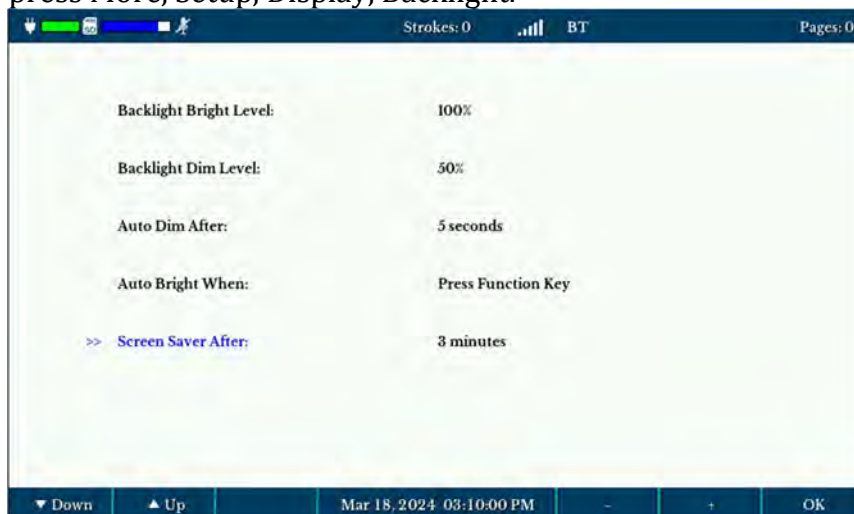 press More, Setup, Display, Backlight.
SD Strokes: 0 BT Pages: 0
Backlight Bright Level: 100%
Backlight Dim Level: 50%
Auto Dim After: 5 seconds
Auto Bright When: Press Function Key
>> Screen Saver After: 3 minutes
▼ Down ▲ Up Mar 18, 2024 03:10:00 PM - + OK